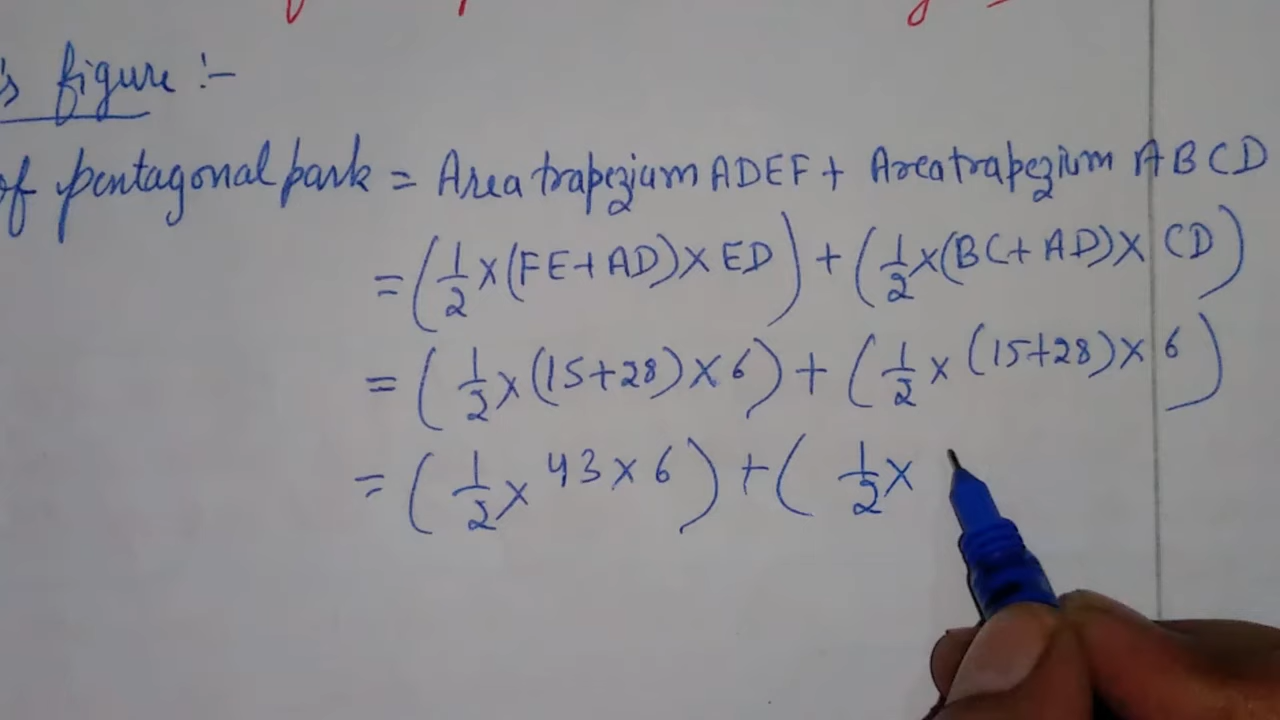 's figure :-
of pentagonal park = Area trapezium ADEF + Area trapezium ABCD
= (1/2 × (FE + AD) × ED) + (1/2 × (BC + AD) × CD)
= (1/2 × (15+28) × 6) + (1/2 × (15+28) × 6)
= (1/2 × 43 × 6) + (1/2 ×